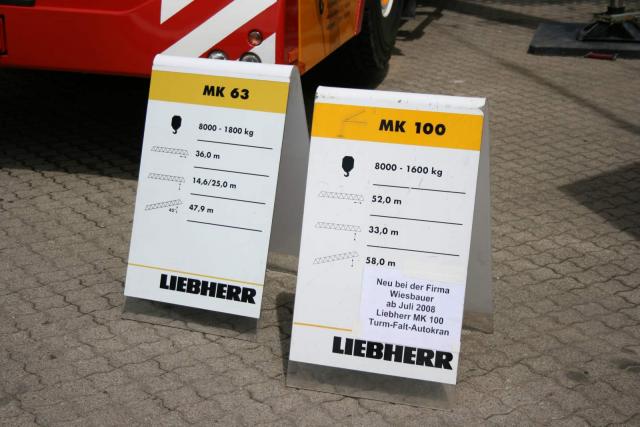 MK 63
8000 - 1800 kg
36,0 m
14,6/25,0 m
47,9 m
LIEBHERR
MK 100
8000 - 1600 kg
52,0 m
33,0 m
58,0 m
Neu bei der Firma
Wiesbauer
ab Juli 2008
Liebherr MK 100
Turm-Falt-Autokran
LIEBHERR